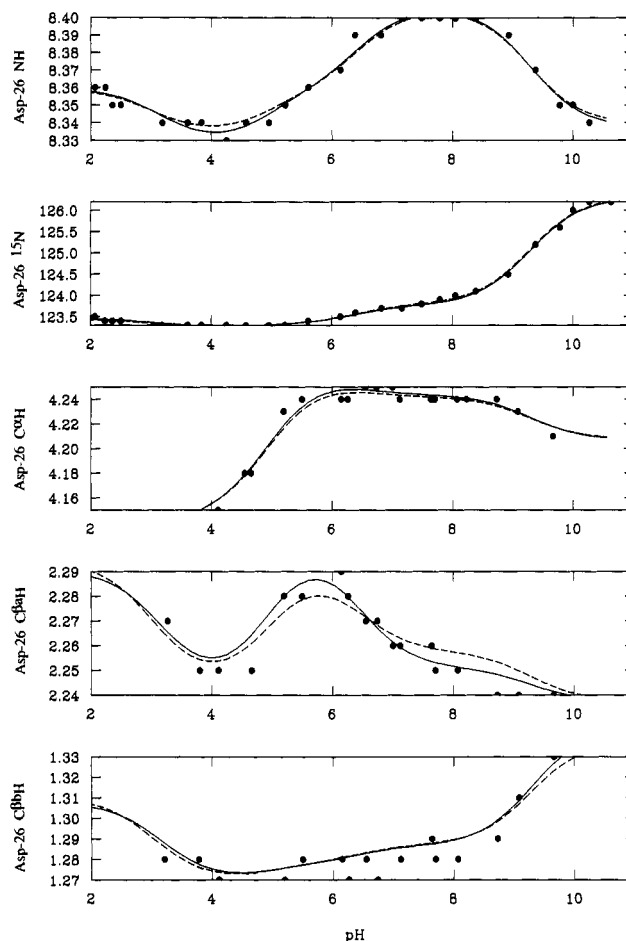 Asp-26 NH
8.40
8.39
8.38
8.37
8.36
8.35
8.34
8.33
2 4 6 8 10
Asp-26 ¹⁵N
126.0
125.5
125.0
124.5
124.0
123.5
2 4 6 8 10
Asp-26 CᵅH
4.24
4.22
4.20
4.18
4.16
2 4 6 8 10
Asp-26 CᵝᵃH
2.29
2.28
2.27
2.26
2.25
2.24
2 4 6 8 10
Asp-26 CᵝᵇH
1.33
1.32
1.31
1.30
1.29
1.28
1.27
2 4 6 8 10
pH